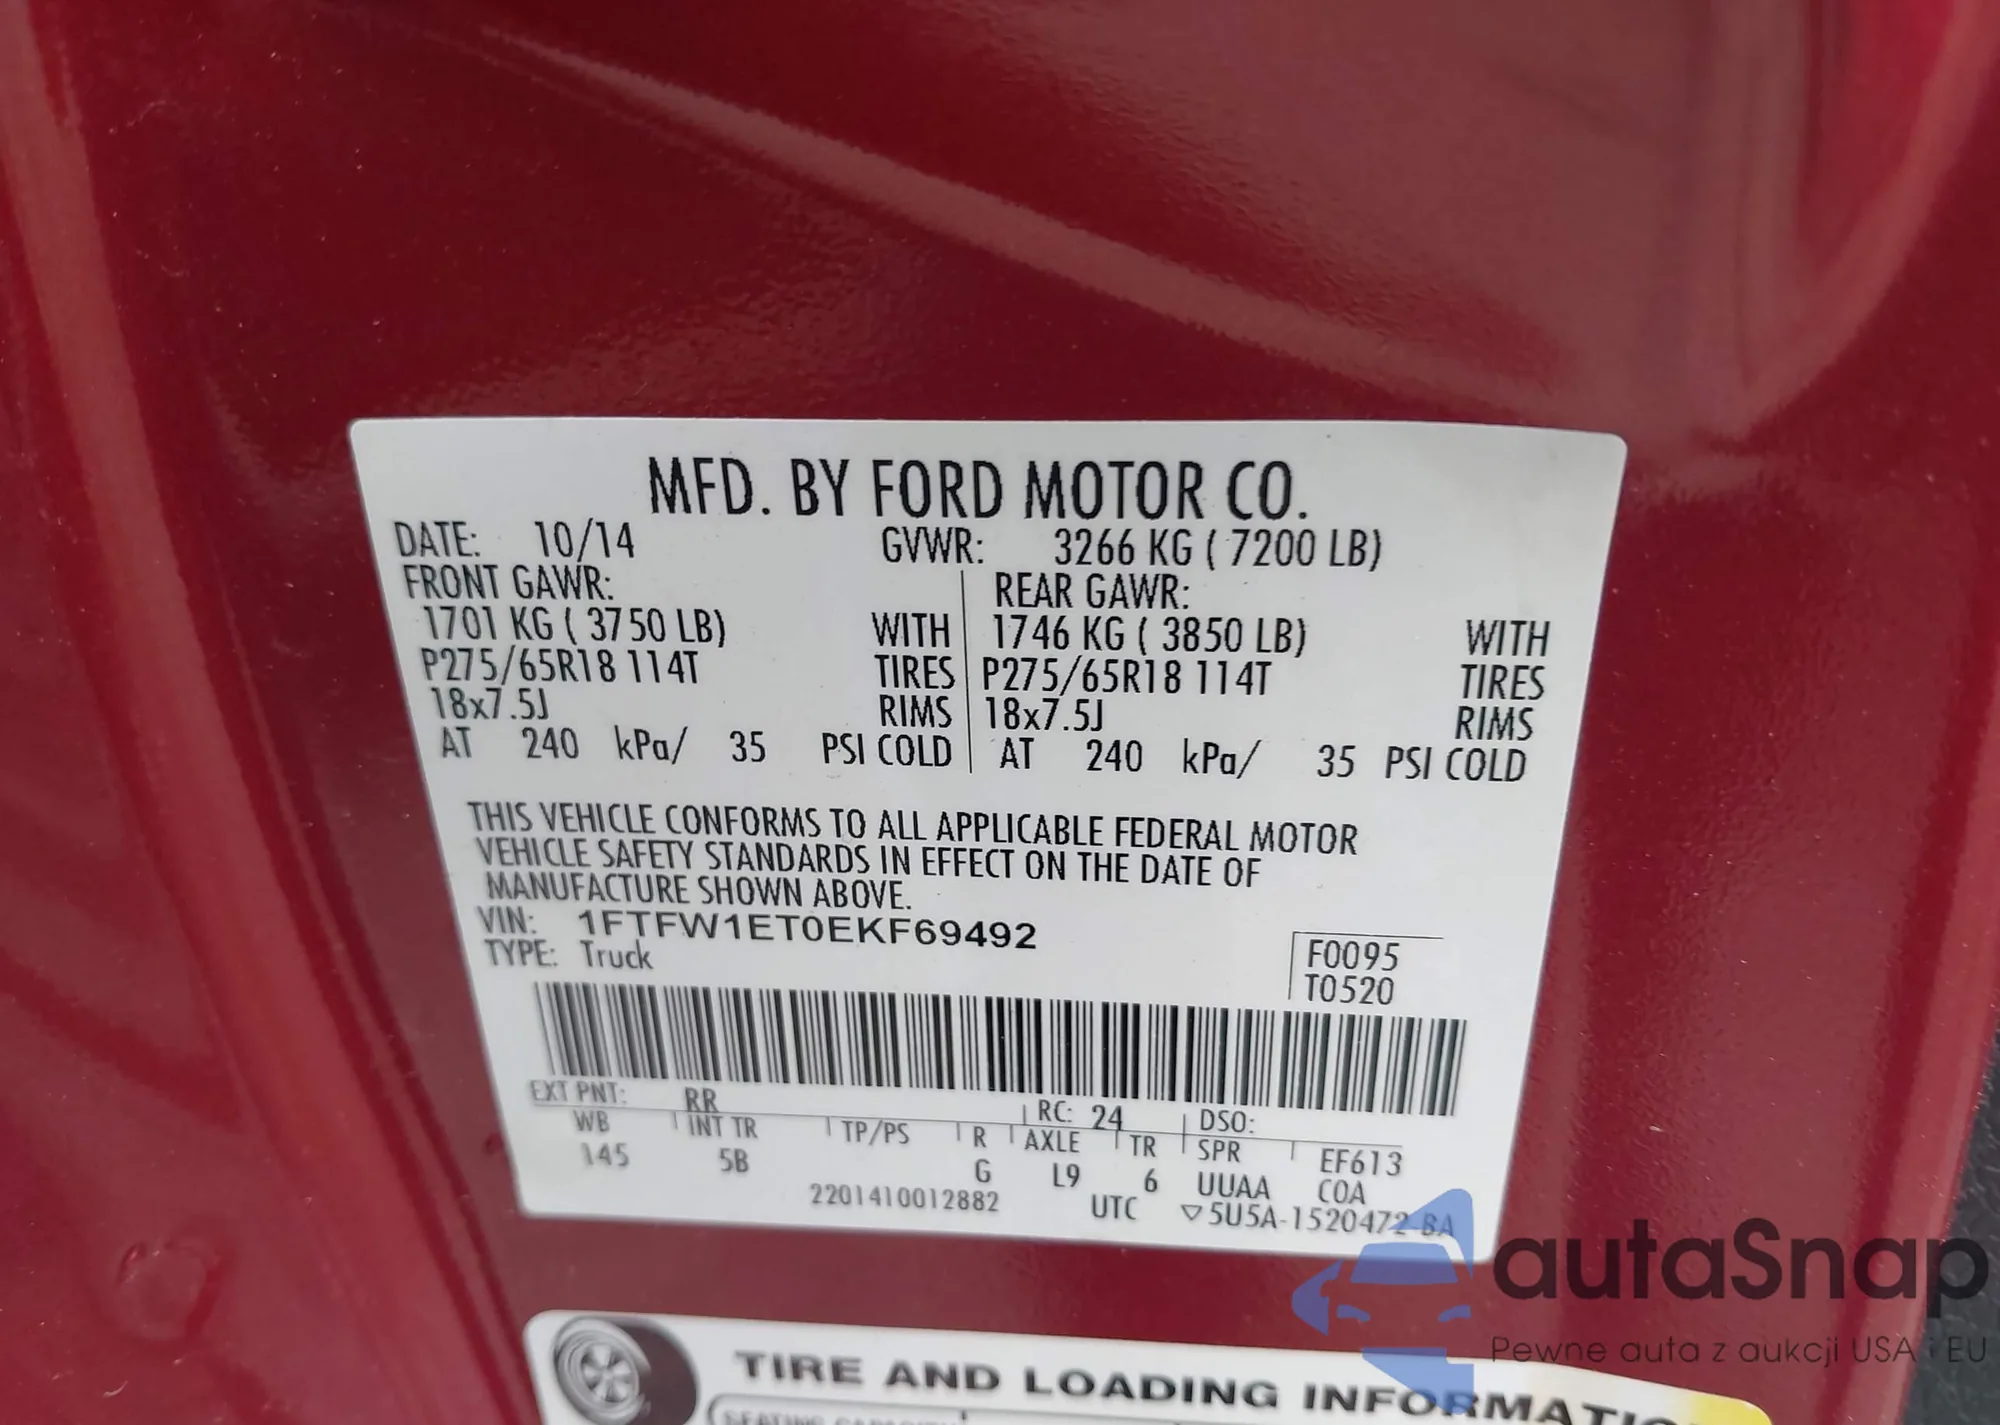 MFD. BY FORD MOTOR CO.
DATE: 10/14 GVWR: 3266 KG ( 7200 LB)
FRONT GAWR: REAR GAWR:
1701 KG ( 3750 LB) WITH 1746 KG ( 3850 LB) WITH
P275/65R18 114T TIRES P275/65R18 114T TIRES
18x7.5J RIMS 18x7.5J RIMS
AT 240 kPa/ 35 PSI COLD AT 240 kPa/ 35 PSI COLD
THIS VEHICLE CONFORMS TO ALL APPLICABLE FEDERAL MOTOR
VEHICLE SAFETY STANDARDS IN EFFECT ON THE DATE OF
MANUFACTURE SHOWN ABOVE.
VIN: 1FTFW1ET0EKF69492
TYPE: Truck
F0095
T0520
EXT PNT: RR RC: 24 DSO:
WB INT TR TP/PS R AXLE TR SPR EF613
145 5B G L9 6 UUAA COA
2201410012882 UTC ▽5U5A-1520472-BA
autaSnap
Pewne auta z aukcji USA i EU
TIRE AND LOADING INFORMATION
SEATING CAPACITY